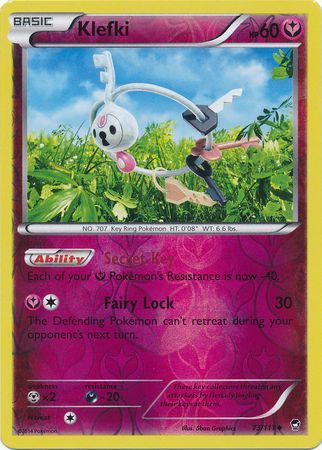 BASIC
Klefki
HP60
NO. 707 Key Ring Pokémon HT: 0'08" WT: 6.6 lbs.
Ability Secret Key
Each of your Pokémon's Resistance is now -40.
Fairy Lock 30
The Defending Pokémon can't retreat during your
opponent's next turn.
weakness resistance
×2 -20
retreat
These key collectors threaten any
attackers by fiercely jingling
their keys at them.
©2014 Pokémon
Illus. 5ban Graphics
73/111